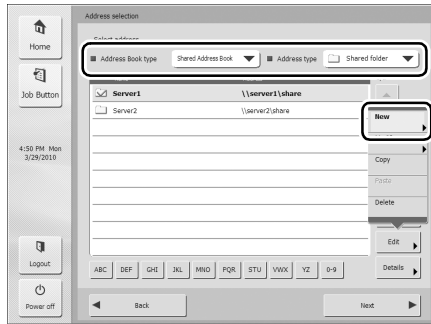 Address selection
Select address
Home
Address Book type
Shared Address Book
Address type
Shared folder
Job Button
Server1
\\server1\share
Server2
\\server2\share
New
4:50 PM Mon
3/29/2010
Copy
Paste
Delete
Edit
Logout
ABC DEF GHI JKL MNO PQR STU VWX YZ 0-9
Details
Power off
Back
Next